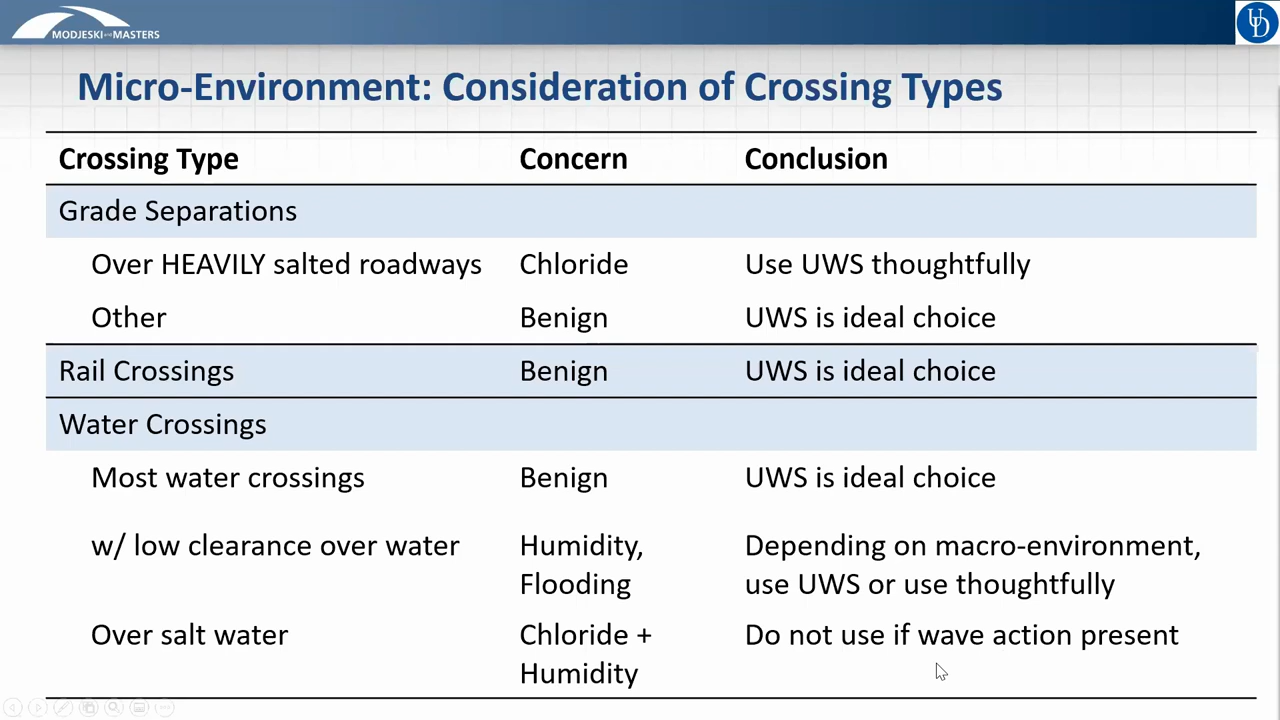 MODJESKI and MASTERS
UD
Micro-Environment: Consideration of Crossing Types
Crossing Type Concern Conclusion
Grade Separations
Over HEAVILY salted roadways Chloride Use UWS thoughtfully
Other Benign UWS is ideal choice
Rail Crossings Benign UWS is ideal choice
Water Crossings
Most water crossings Benign UWS is ideal choice
w/ low clearance over water Humidity, Depending on macro-environment,
Flooding use UWS or use thoughtfully
Over salt water Chloride + Do not use if wave action present
Humidity